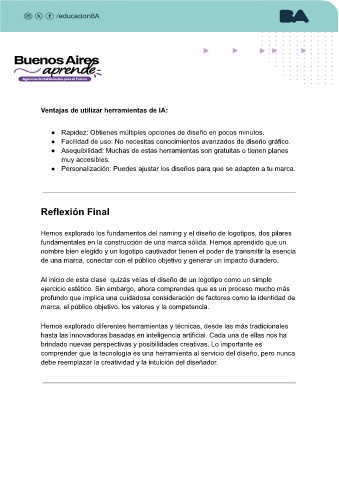 /educacionBA
BA
Buenos Aires
aprende
Agencia de Habilidades para el Futuro
Ventajas de utilizar herramientas de IA:
● Rapidez: Obtienes múltiples opciones de diseño en pocos minutos.
● Facilidad de uso: No necesitas conocimientos avanzados de diseño gráfico.
● Asequibilidad: Muchas de estas herramientas son gratuitas o tienen planes
muy accesibles.
● Personalización: Puedes ajustar los diseños para que se adapten a tu marca.
Reflexión Final
Hemos explorado los fundamentos del naming y el diseño de logotipos, dos pilares
fundamentales en la construcción de una marca sólida. Hemos aprendido que un
nombre bien elegido y un logotipo cautivador tienen el poder de transmitir la esencia
de una marca, conectar con el público objetivo y generar un impacto duradero.
Al inicio de esta clase quizás veías el diseño de un logotipo como un simple
ejercicio estético. Sin embargo, ahora comprendes que es un proceso mucho más
profundo que implica una cuidadosa consideración de factores como la identidad de
marca, el público objetivo, los valores y la competencia.
Hemos explorado diferentes herramientas y técnicas, desde las más tradicionales
hasta las innovadoras basadas en inteligencia artificial. Cada una de ellas nos ha
brindado nuevas perspectivas y posibilidades creativas. Lo importante es
comprender que la tecnología es una herramienta al servicio del diseño, pero nunca
debe reemplazar la creatividad y la intuición del diseñador.